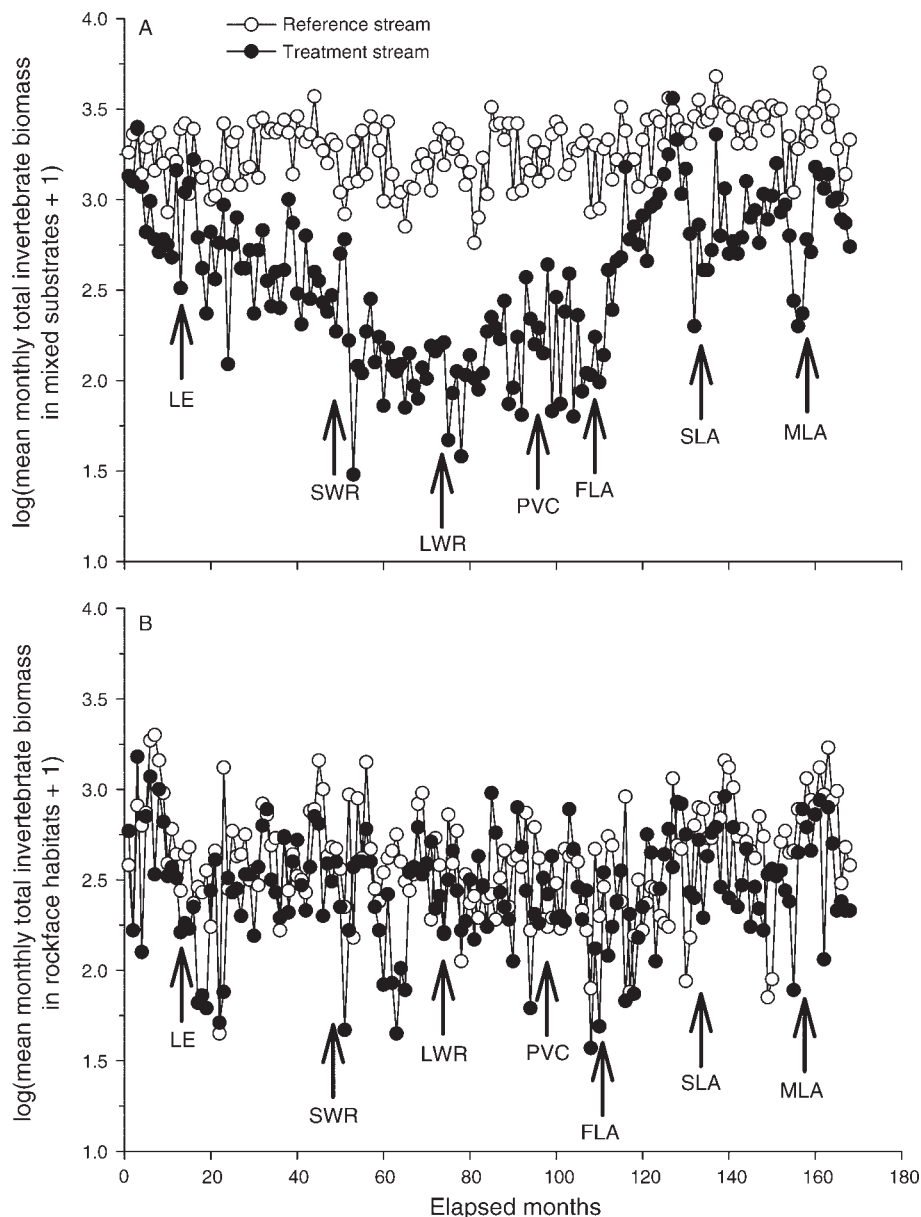 A
Reference stream
Treatment stream
log(mean monthly total invertebrate biomass
in mixed substrates + 1)
4.0
3.5
3.0
2.5
2.0
1.5
1.0
LE
SWR
LWR
PVC
FLA
SLA
MLA
B
log(mean monthly total invertebrtate biomass
in rockface habitats + 1)
4.0
3.5
3.0
2.5
2.0
1.5
1.0
LE
SWR
LWR
PVC
FLA
SLA
MLA
0 20 40 60 80 100 120 140 160 180
Elapsed months